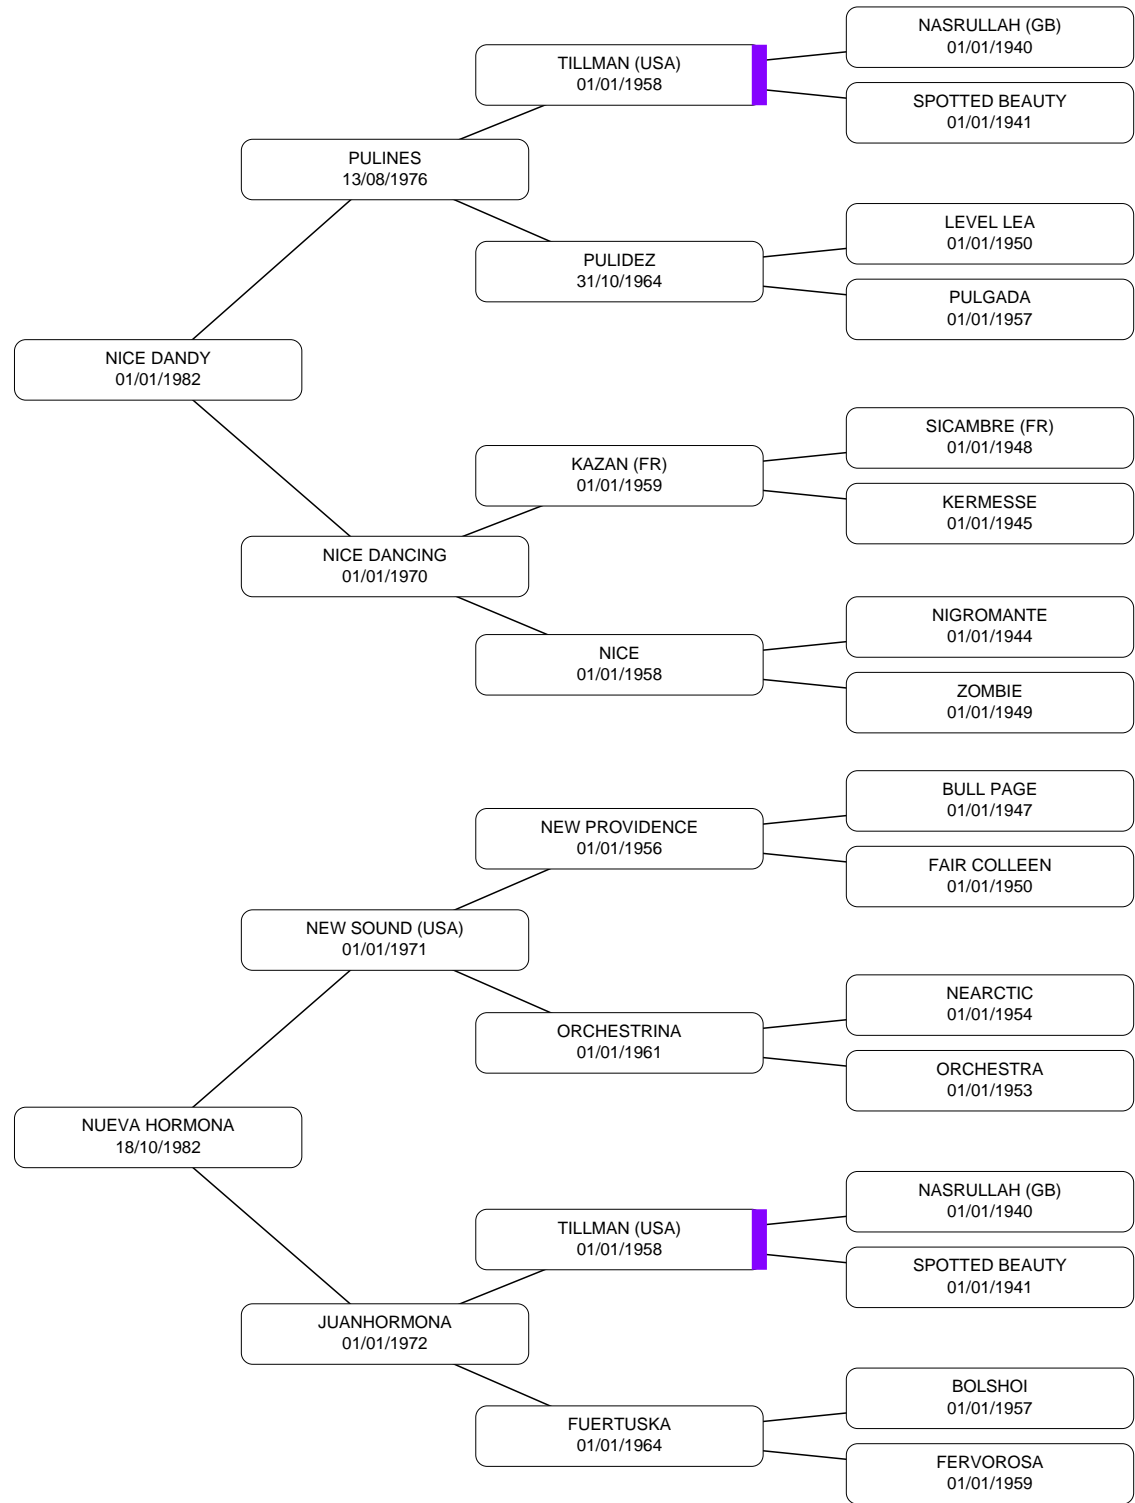 NASRULLAH (GB)
01/01/1940
TILLMAN (USA)
01/01/1958
SPOTTED BEAUTY
01/01/1941
PULINES
13/08/1976
LEVEL LEA
01/01/1950
PULIDEZ
31/10/1964
PULGADA
01/01/1957
NICE DANDY
01/01/1982
SICAMBRE (FR)
01/01/1948
KAZAN (FR)
01/01/1959
KERMESSE
01/01/1945
NICE DANCING
01/01/1970
NIGROMANTE
01/01/1944
NICE
01/01/1958
ZOMBIE
01/01/1949
BULL PAGE
01/01/1947
NEW PROVIDENCE
01/01/1956
FAIR COLLEEN
01/01/1950
NEW SOUND (USA)
01/01/1971
NEARCTIC
01/01/1954
ORCHESTRINA
01/01/1961
ORCHESTRA
01/01/1953
NUEVA HORMONA
18/10/1982
NASRULLAH (GB)
01/01/1940
TILLMAN (USA)
01/01/1958
SPOTTED BEAUTY
01/01/1941
JUANHORMONA
01/01/1972
BOLSHOI
01/01/1957
FUERTUSKA
01/01/1964
FERVOROSA
01/01/1959